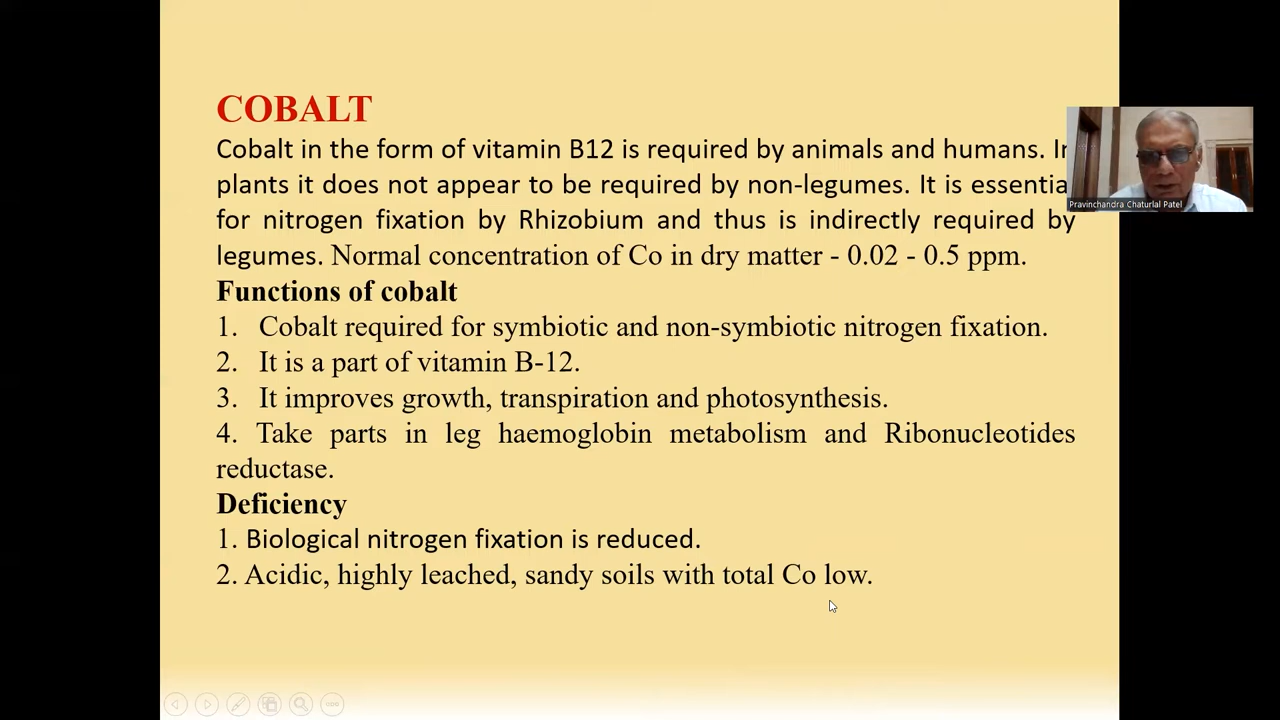 COBALT
Cobalt in the form of vitamin B12 is required by animals and humans. In
plants it does not appear to be required by non-legumes. It is essential
for nitrogen fixation by Rhizobium and thus is indirectly required by
legumes. Normal concentration of Co in dry matter - 0.02 - 0.5 ppm.
Functions of cobalt
1. Cobalt required for symbiotic and non-symbiotic nitrogen fixation.
2. It is a part of vitamin B-12.
3. It improves growth, transpiration and photosynthesis.
4. Take parts in leg haemoglobin metabolism and Ribonucleotides
reductase.
Deficiency
1. Biological nitrogen fixation is reduced.
2. Acidic, highly leached, sandy soils with total Co low.
Pravinchandra Chaturlal Patel